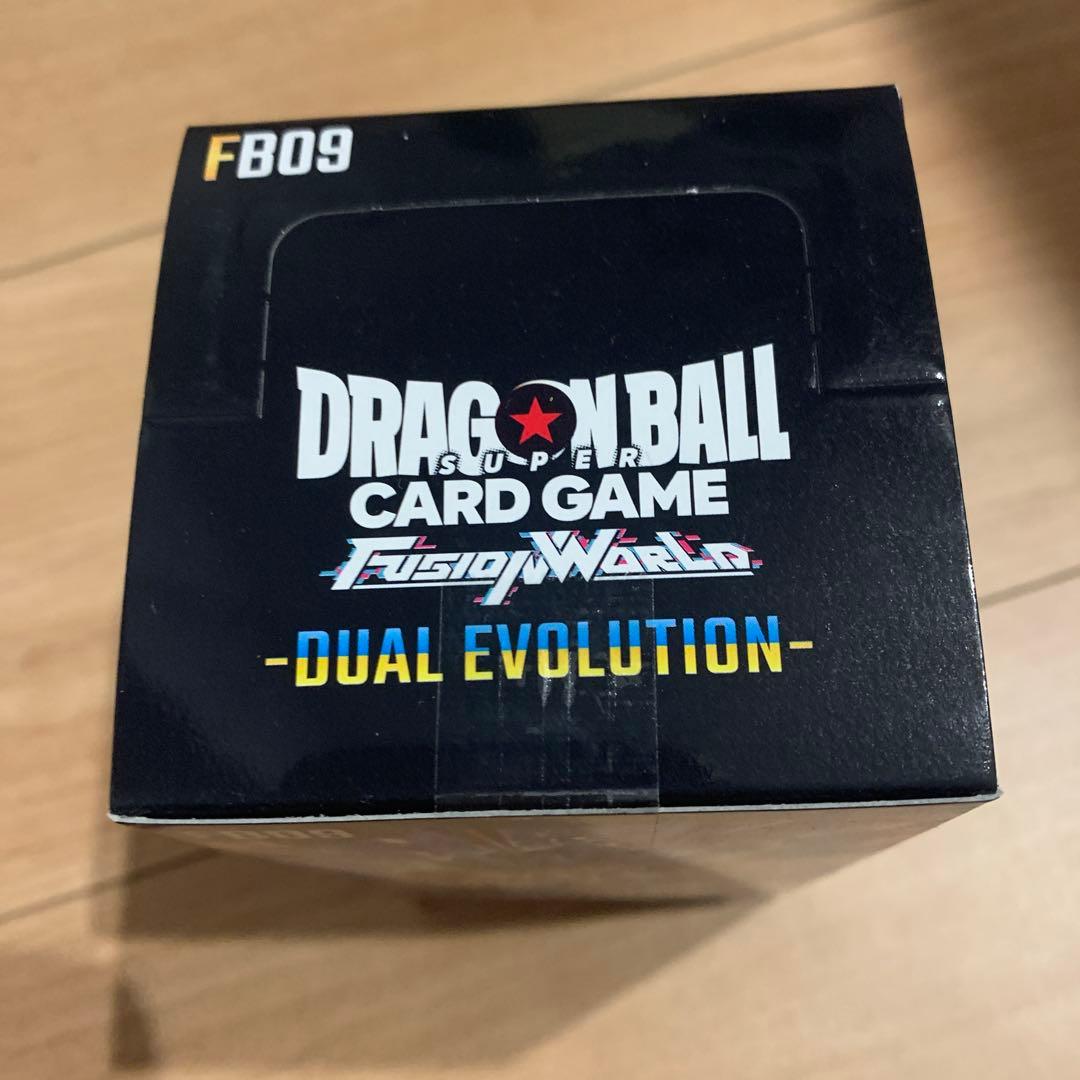 FB09
DRAGON BALL
SUPER
CARD GAME
FUSION WORLD
-DUAL EVOLUTION-